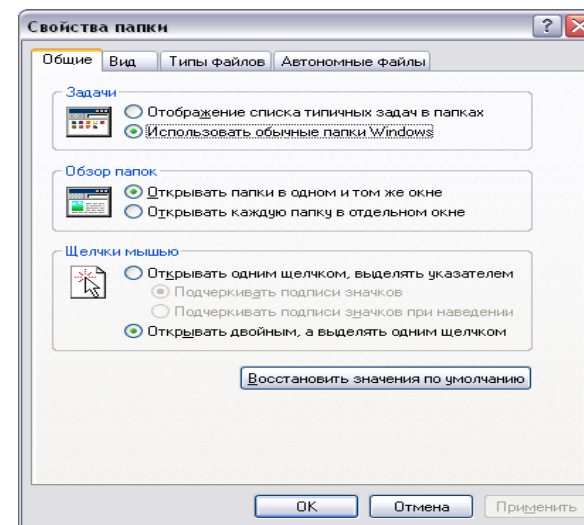 Свойства папки
Общие Вид Типы файлов Автономные файлы
Задачи
Отображение списка типичных задач в папках
Использовать обычные папки Windows
Обзор папок
Открывать папки в одном и том же окне
Открывать каждую папку в отдельном окне
Щелчки мышью
Открывать одним щелчком, выделять указателем
Подчеркивать подписи значков
Подчеркивать подписи значков при наведении
Открывать двойным, а выделять одним щелчком
Восстановить значения по умолчанию
OK Отмена Применить